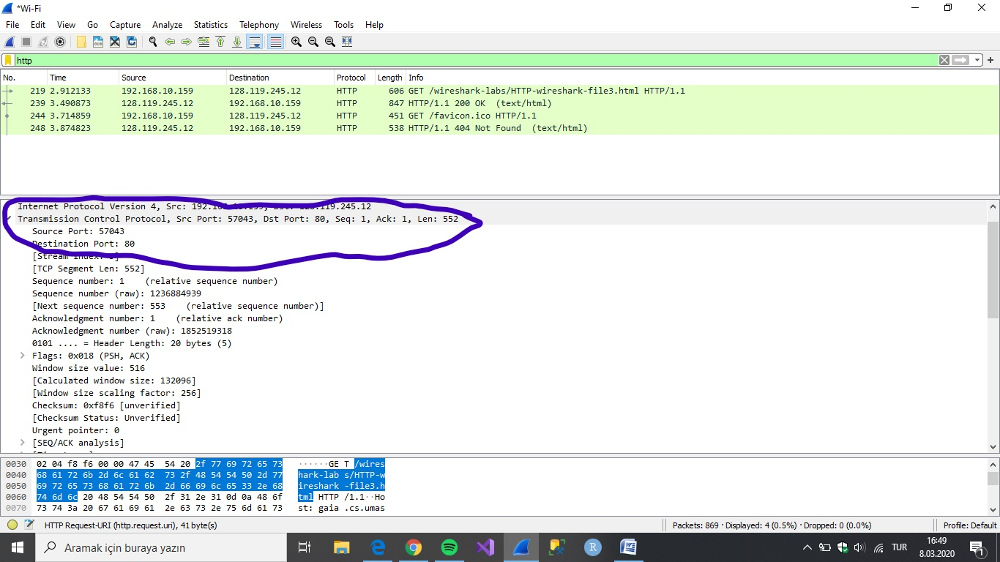 *Wi-Fi
File Edit View Go Capture Analyze Statistics Telephony Wireless Tools Help
http
No. Time Source Destination Protocol Length Info
219 2.912133 192.168.10.159 128.119.245.12 HTTP 606 GET /wireshark-labs/HTTP-wireshark-file3.html HTTP/1.1
239 3.490873 128.119.245.12 192.168.10.159 HTTP 847 HTTP/1.1 200 OK (text/html)
244 3.714859 192.168.10.159 128.119.245.12 HTTP 451 GET /favicon.ico HTTP/1.1
248 3.874823 128.119.245.12 192.168.10.159 HTTP 538 HTTP/1.1 404 Not Found (text/html)
Internet Protocol Version 4, Src: 192.168.10.159, Dst: 128.119.245.12
Transmission Control Protocol, Src Port: 57043, Dst Port: 80, Seq: 1, Ack: 1, Len: 552
Source Port: 57043
Destination Port: 80
[Stream index:
[TCP Segment Len: 552]
Sequence number: 1 (relative sequence number)
Sequence number (raw): 1236884939
[Next sequence number: 553 (relative sequence number)]
Acknowledgment number: 1 (relative ack number)
Acknowledgment number (raw): 1852519318
0101 .... = Header Length: 20 bytes (5)
Flags: 0x018 (PSH, ACK)
Window size value: 516
[Calculated window size: 132096]
[Window size scaling factor: 256]
Checksum: 0xf8f6 [unverified]
[Checksum Status: Unverified]
Urgent pointer: 0
[SEQ/ACK analysis]
0030 02 04 f8 f6 00 00 47 45 54 20 2f 77 69 72 65 73 ······GE T /wires
0040 68 61 72 6b 2d 6c 61 62 73 2f 48 54 54 50 2d 77 hark-lab s/HTTP-w
0050 69 72 65 73 68 61 72 6b 2d 66 69 6c 65 33 2e 68 ireshark -file3.h
0060 74 6d 6c 20 48 54 54 50 2f 31 2e 31 0d 0a 48 6f tml HTTP /1.1··Ho
0070 73 74 3a 20 67 61 69 61 2e 63 73 2e 75 6d 61 73 st: gaia .cs.umas
HTTP Request-URI (http.request.uri), 41 byte(s) Packets: 869 · Displayed: 4 (0.5%) · Dropped: 0 (0.0%) Profile: Default
Aramak için buraya yazın
TUR
16:49
8.03.2020
1